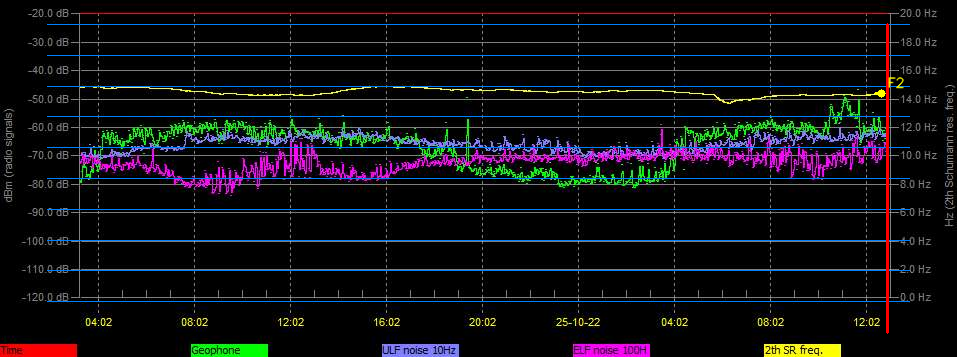 -20.0 dB 20.0 Hz
-30.0 dB 18.0 Hz
-40.0 dB 16.0 Hz
F2
-50.0 dB 14.0 Hz
-60.0 dB 12.0 Hz
-70.0 dB 10.0 Hz
-80.0 dB 8.0 Hz
-90.0 dB 6.0 Hz
-100.0 dB 4.0 Hz
-110.0 dB 2.0 Hz
-120.0 dB 0.0 Hz
dBm (radio signals)
Hz (2th Schumann res. freq.)
04:02 08:02 12:02 16:02 20:02 25-10-22 04:02 08:02 12:02
Time Geophone ULF noise 10Hz ELF noise 100H 2th SR freq.